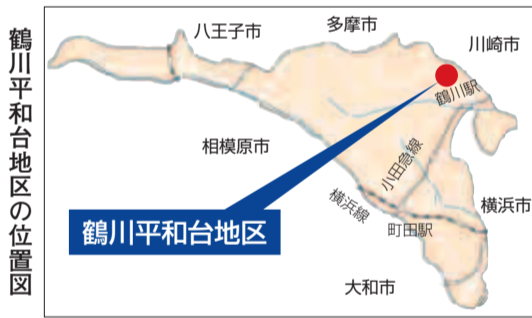 鶴川平和台地区の位置図
八王子市
多摩市
川崎市
鶴川駅
相模原市
小田急線
鶴川平和台地区
横浜線
横浜市
町田駅
大和市